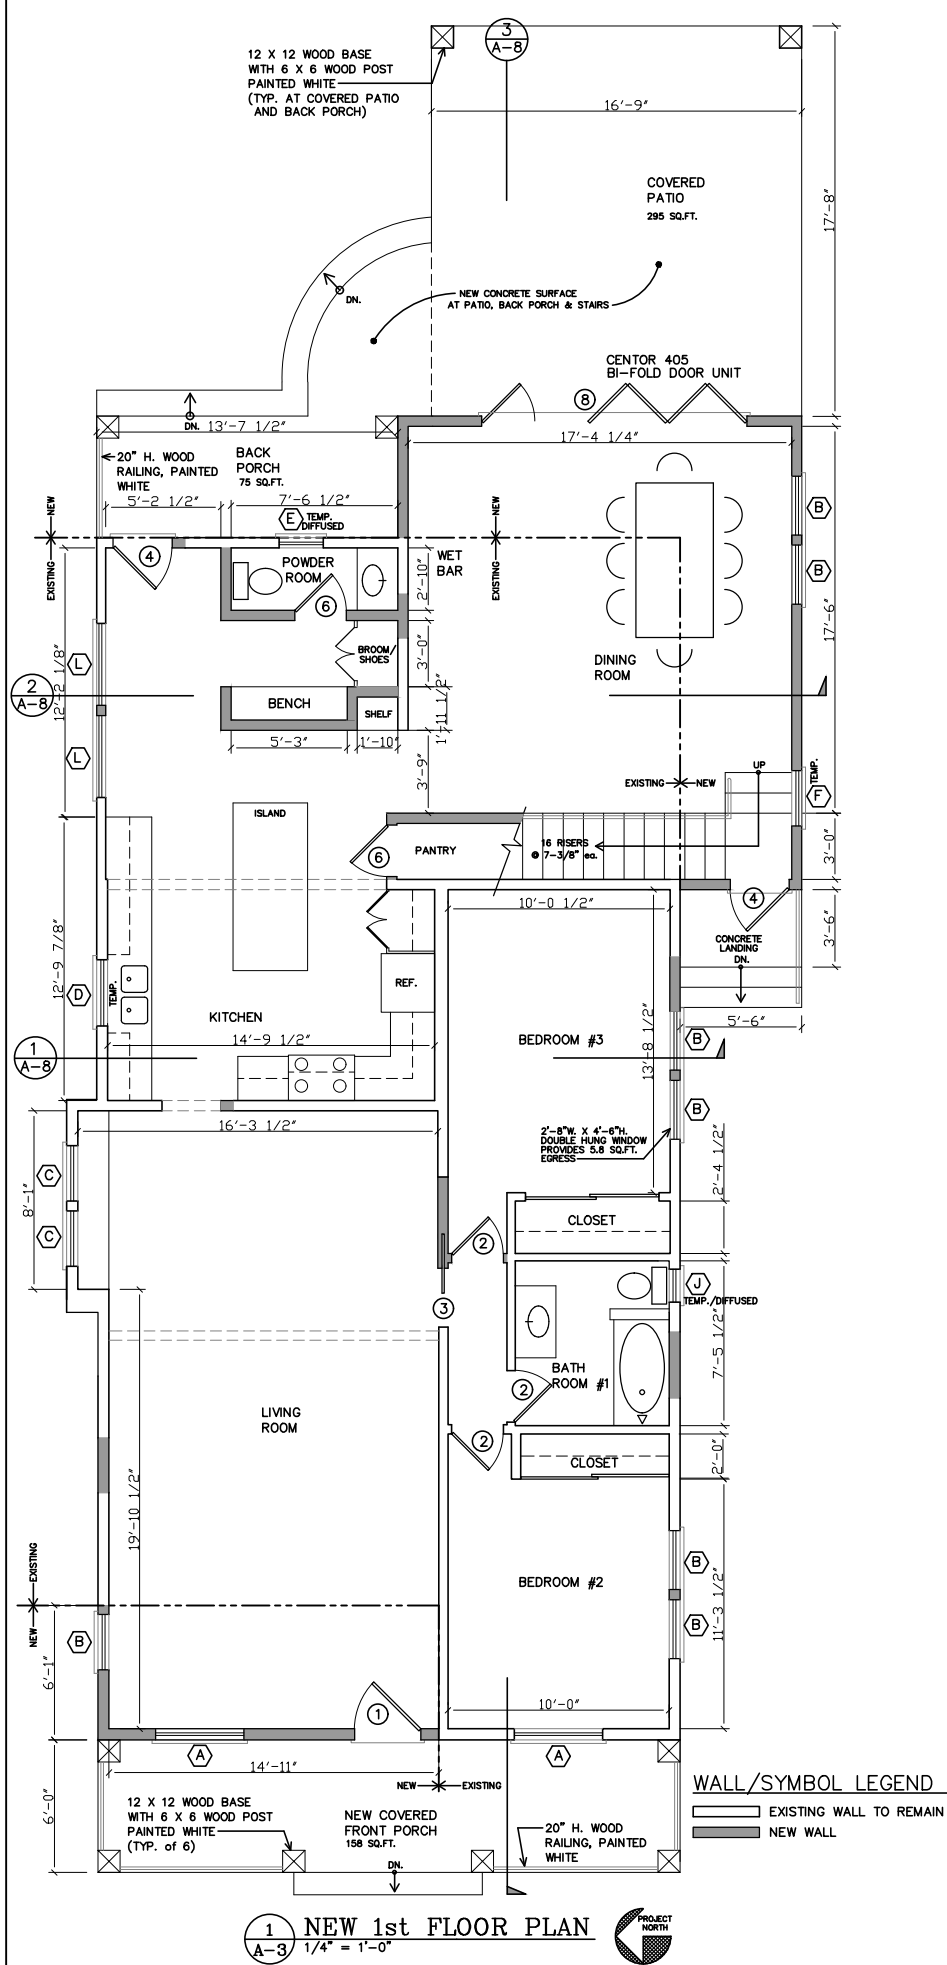 3
A-8
12 X 12 WOOD BASE
WITH 6 X 6 WOOD POST
PAINTED WHITE
(TYP. AT COVERED PATIO
AND BACK PORCH)
16'-9"
COVERED
PATIO
295 SQ.FT.
17'-8"
DN.
NEW CONCRETE SURFACE
AT PATIO, BACK PORCH & STAIRS
CENTOR 405
BI-FOLD DOOR UNIT
8
DN.
13'-7 1/2"
17'-4 1/4"
20" H. WOOD
RAILING, PAINTED
WHITE
BACK
PORCH
75 SQ.FT.
5'-2 1/2"
7'-6 1/2"
NEW
EXISTING
E
TEMP.
DIFFUSED
NEW
EXISTING
B
B
4
POWDER
ROOM
WET
BAR
2'-10"
6
17'-6"
L
12'-2 1/8"
BROOM/
SHOES
3'-0"
DINING
ROOM
2
A-8
BENCH
SHELF
1'-11 1/2"
5'-3"
1'-10"
L
3'-9"
EXISTING
NEW
UP
TEMP.
F
ISLAND
6
PANTRY
16 RISERS
@ 7-3/8" ea.
3'-0"
10'-0 1/2"
4
3'-6"
CONCRETE
LANDING
DN.
12'-9 7/8"
D
TEMP.
REF.
KITCHEN
14'-9 1/2"
5'-6"
1
A-8
BEDROOM #3
13'-8 1/2"
B
B
16'-3 1/2"
2'-8"W. X 4'-6"H.
DOUBLE HUNG WINDOW
PROVIDES 5.8 SQ.FT.
EGRESS
2'-4 1/2"
C
8'-1"
C
CLOSET
2
J
TEMP./DIFFUSED
3
7'-5 1/2"
BATH
ROOM #1
2
LIVING
ROOM
2
CLOSET
2'-0"
19'-10 1/2"
EXISTING
NEW
BEDROOM #2
B
B
11'-3 1/2"
B
6'-1"
10'-0"
1
A
A
14'-11"
NEW
EXISTING
6'-0"
12 X 12 WOOD BASE
WITH 6 X 6 WOOD POST
PAINTED WHITE
(TYP. of 6)
NEW COVERED
FRONT PORCH
158 SQ.FT.
20" H. WOOD
RAILING, PAINTED
WHITE
DN.
WALL/SYMBOL LEGEND
EXISTING WALL TO REMAIN
NEW WALL
1
A-3
NEW 1st FLOOR PLAN
1/4" = 1'-0"
PROJECT
NORTH